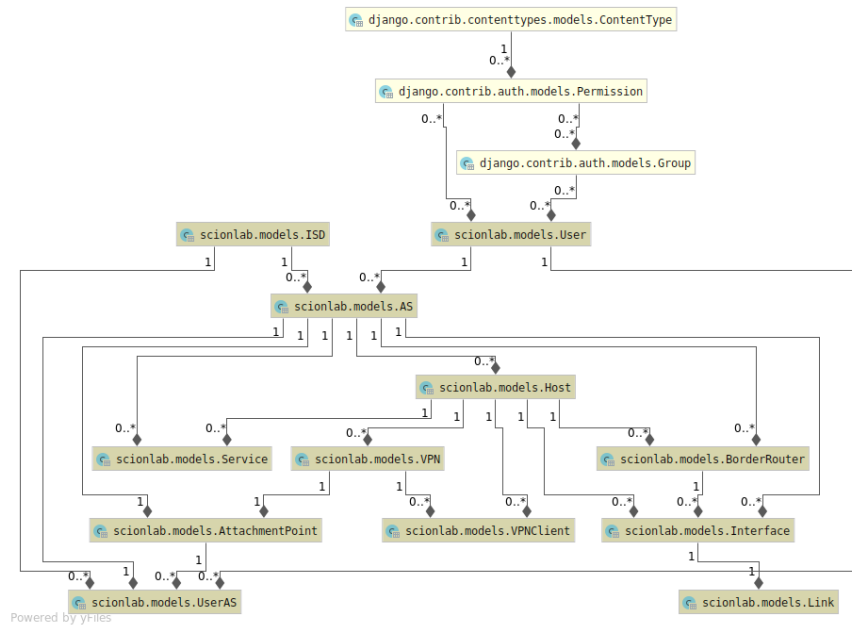 django.contrib.contenttypes.models.ContentType
1
0..*
django.contrib.auth.models.Permission
0..* 0..*
0..*
django.contrib.auth.models.Group
0..*
0..* 0..*
scionlab.models.ISD scionlab.models.User
1 1 1 1
0..* 0..*
scionlab.models.AS
1 1 1 1 1 1
0..*
scionlab.models.Host
1 1 1 1 1
0..* 0..* 0..* 0..* 0..*
scionlab.models.Service scionlab.models.VPN scionlab.models.BorderRouter
1 1 1
1 1 0..* 0..* 0..* 0..* 0..*
scionlab.models.AttachmentPoint scionlab.models.VPNClient scionlab.models.Interface
1 1
0..* 1 0..* 0..* 1
scionlab.models.UserAS scionlab.models.Link
Powered by yFiles